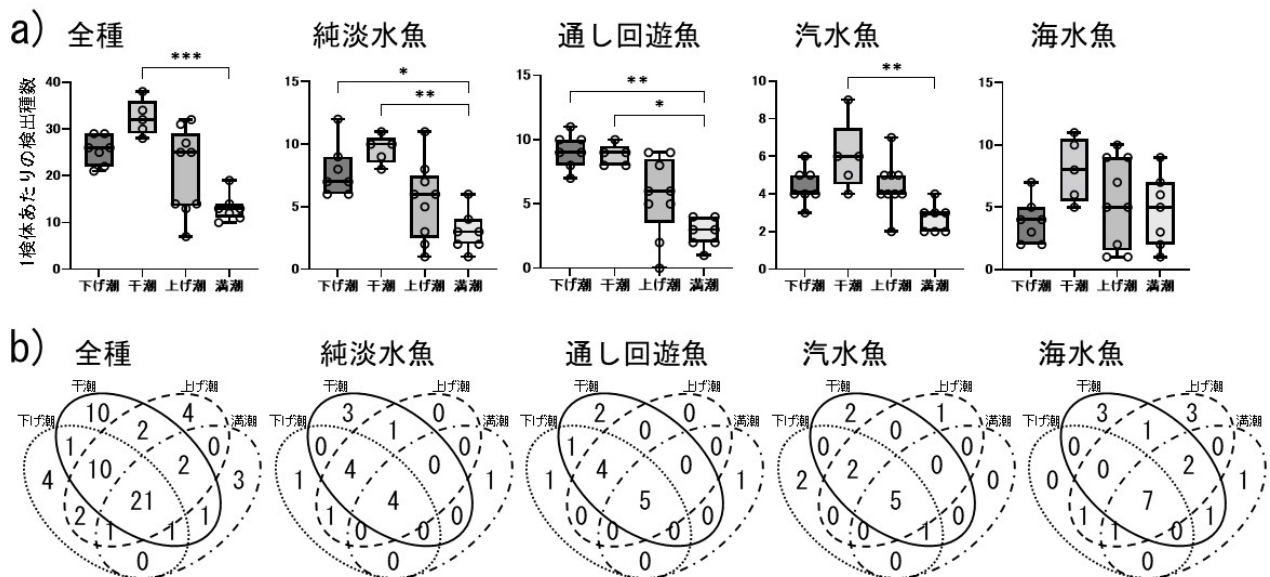 a) 全種 純淡水魚 通し回遊魚 汽水魚 海水魚
1検体あたりの検出種数
*** * ** ** * **
40 30 20 10 0
15 10 5 0
15 10 5 0
10 8 6 4 2 0
15 10 5 0
下げ潮 干潮 上げ潮 満潮 下げ潮 干潮 上げ潮 満潮 下げ潮 干潮 上げ潮 満潮 下げ潮 干潮 上げ潮 満潮 下げ潮 干潮 上げ潮 満潮
b) 全種 純淡水魚 通し回遊魚 汽水魚 海水魚
下げ潮 干潮 上げ潮 満潮
10 4 1 2 4 10 2 3 21 2 1 1 1 0
下げ潮 干潮 上げ潮 満潮
3 0 0 1 0 1 4 0 1 4 1 0 0 0 0
下げ潮 干潮 上げ潮 満潮
2 0 0 0 0 1 4 0 1 5 0 0 0 0 0
下げ潮 干潮 上げ潮 満潮
2 1 0 0 0 0 2 0 0 5 0 0 1 0 0
下げ潮 干潮 上げ潮 満潮
3 3 0 1 0 0 0 2 1 7 1 1 0 1 0